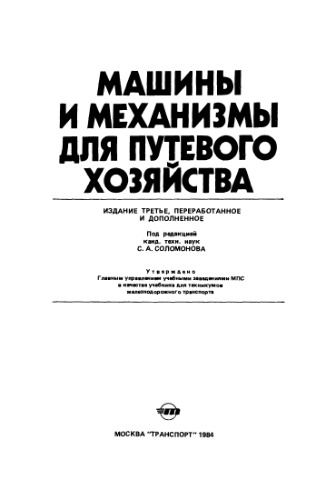 МАШИНЫ
И МЕХАНИЗМЫ
ДЛЯ ПУТЕВОГО
ХОЗЯЙСТВА
ИЗДАНИЕ ТРЕТЬЕ, ПЕРЕРАБОТАННОЕ
И ДОПОЛНЕННОЕ
Под редакцией
канд. техн. наук
С. А. СОЛОМОНОВА
Утверждено
Главным управлением учебными заведениями МПС
в качестве учебника для техникумов
железнодорожного транспорта
МОСКВА "ТРАНСПОРТ" 1984